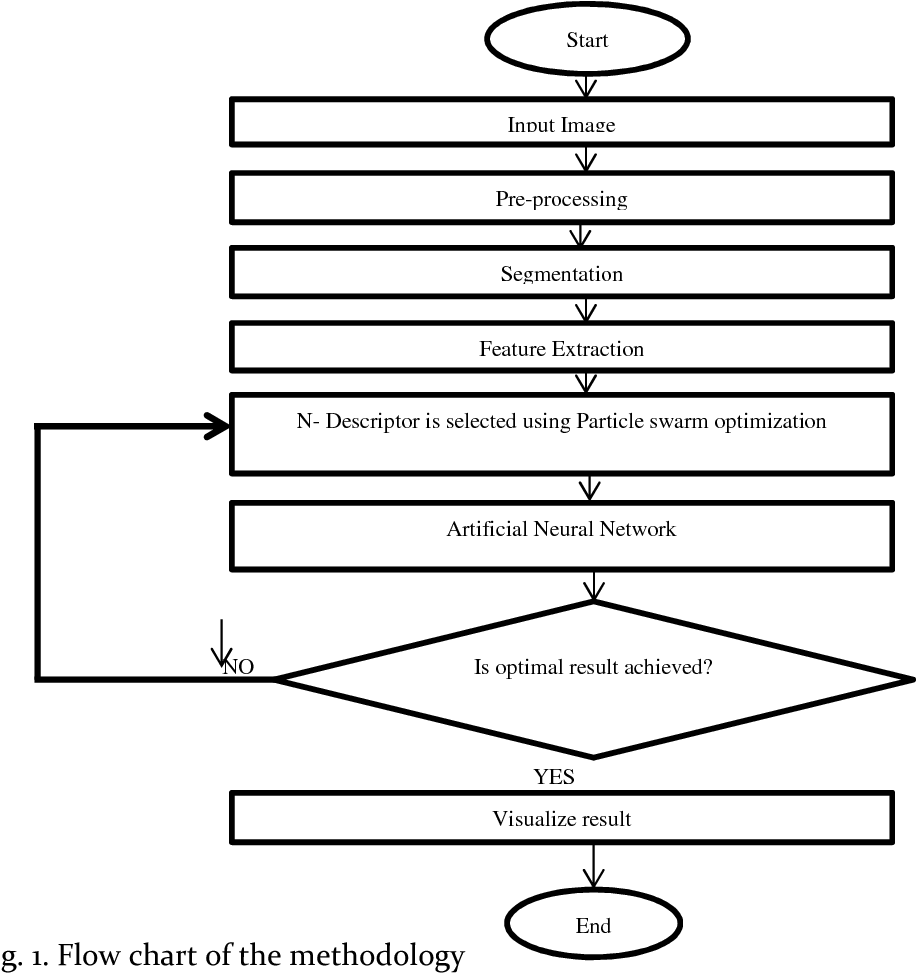 Start
Input Image
Pre-processing
Segmentation
Feature Extraction
N- Descriptor is selected using Particle swarm optimization
Artificial Neural Network
Is optimal result achieved?
NO
YES
Visualize result
End
g. 1. Flow chart of the methodology